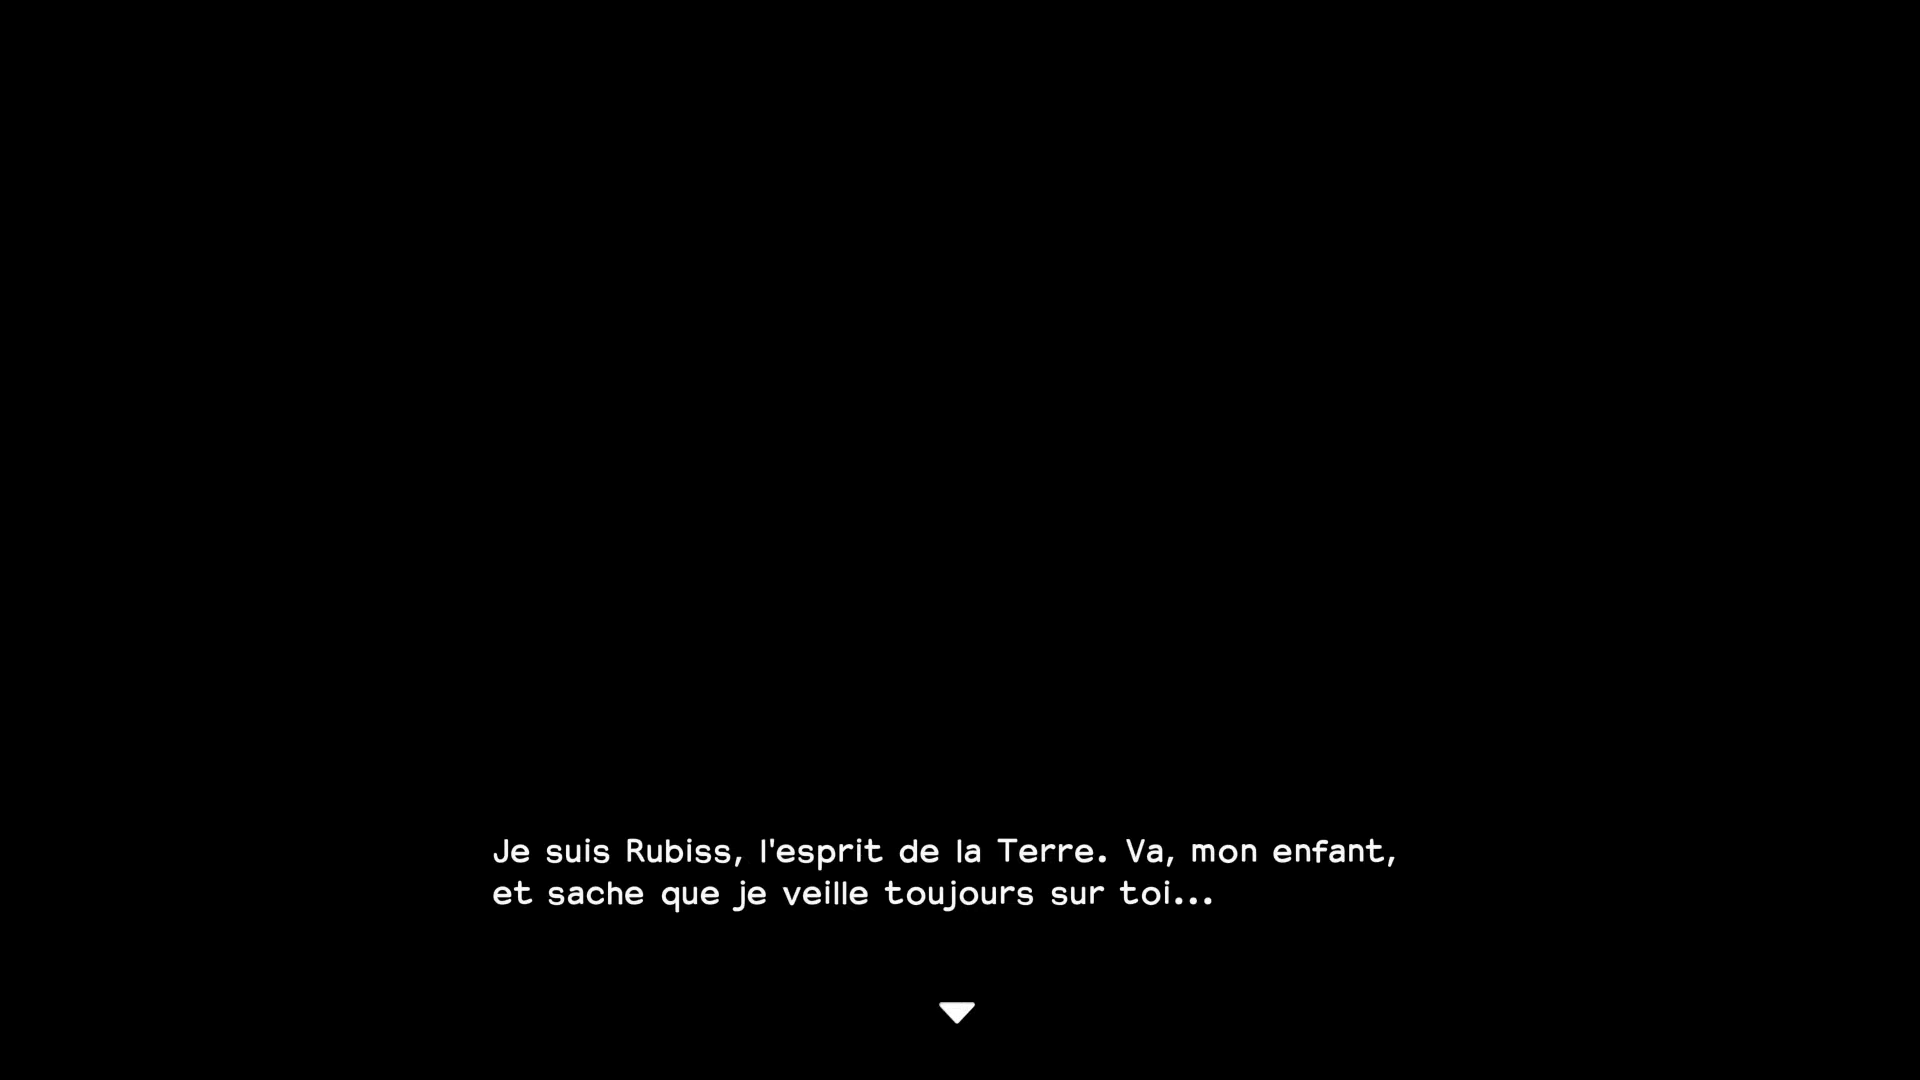 Je suis Rubiss, l'esprit de la Terre. Va, mon enfant,
et sache que je veille toujours sur toi...